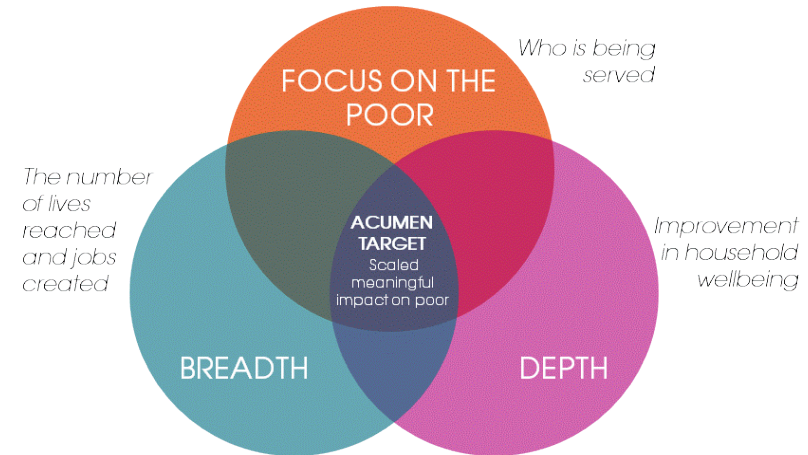 Who is being
served
FOCUS ON THE
POOR
The number
of lives
reached
and jobs
created
ACUMEN
TARGET
Scaled
meaningful
impact on poor
Improvement
in household
wellbeing
BREADTH
DEPTH